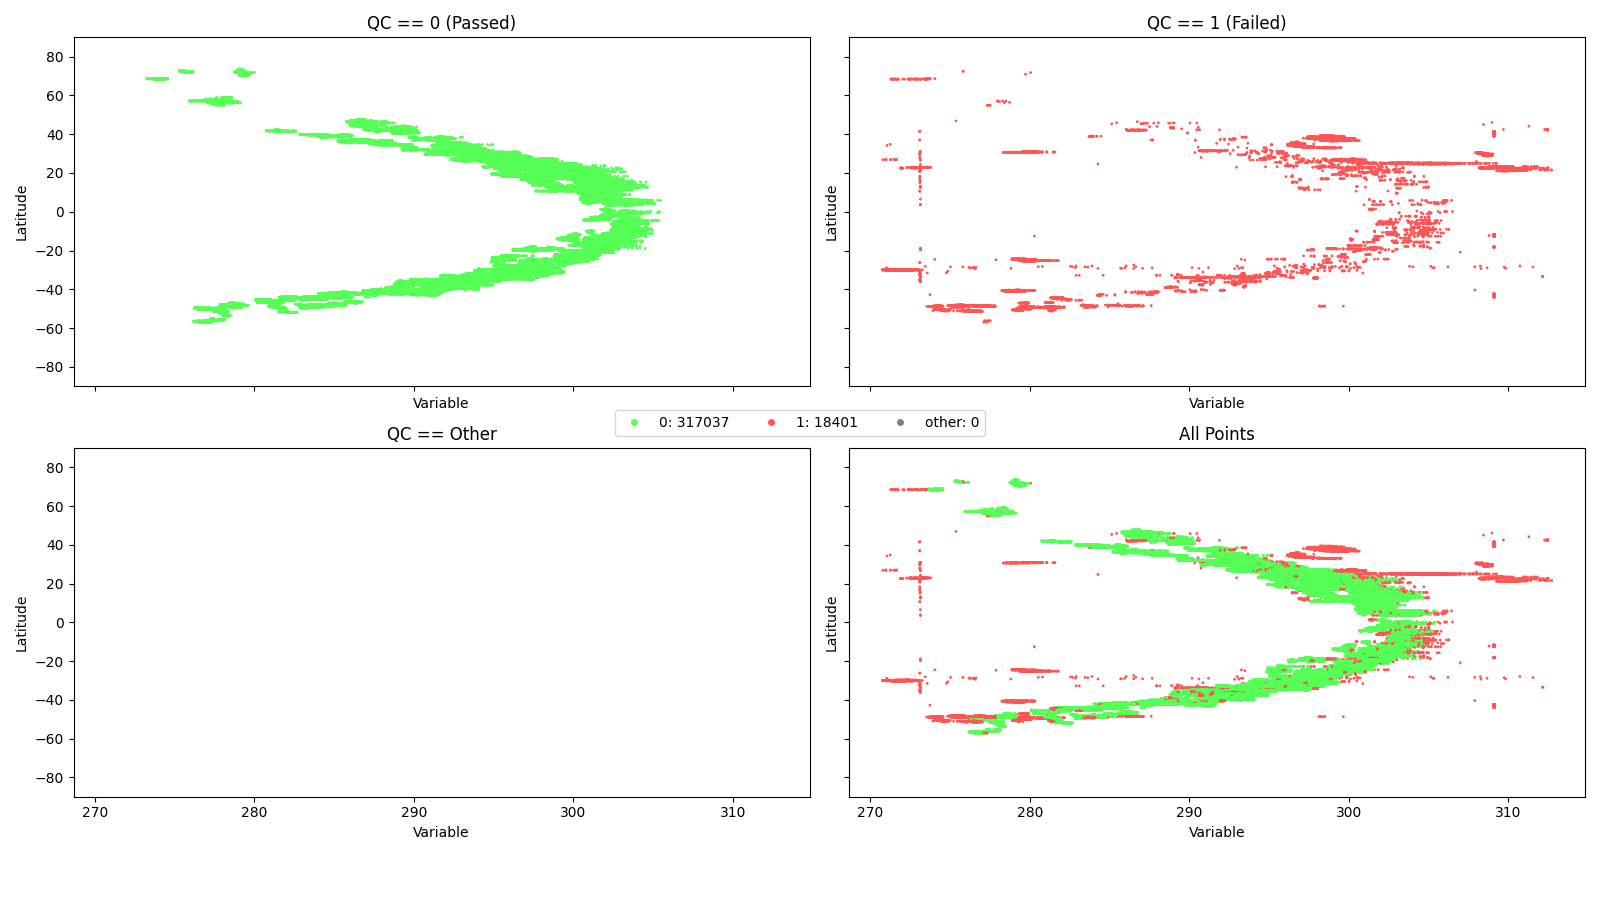 QC == 0 (Passed)
QC == 1 (Failed)
80
60
40
20
0
−20
−40
−60
−80
Latitude
Latitude
Variable
Variable
0: 317037 1: 18401 other: 0
QC == Other
All Points
80
60
40
20
0
−20
−40
−60
−80
Latitude
Latitude
270 280 290 300 310
270 280 290 300 310
Variable
Variable